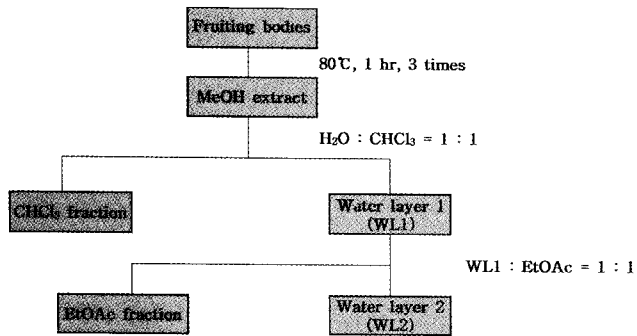 Fruiting bodies
80℃, 1 hr, 3 times
MeOH extract
H₂O : CHCl₃ = 1 : 1
CHCl₃ fraction
Water layer 1
(WL1)
WL1 : EtOAc = 1 : 1
EtOAc fraction
Water layer 2
(WL2)